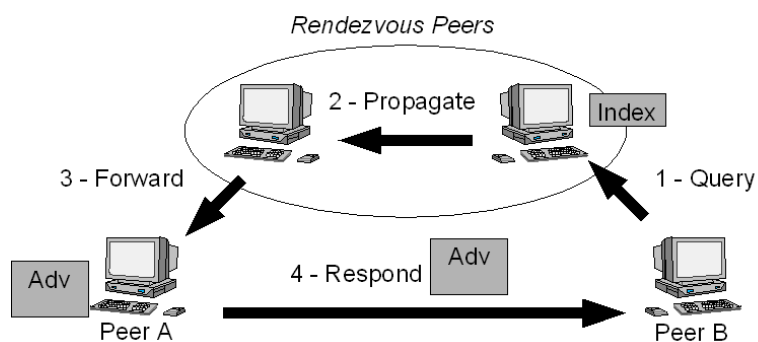 Rendezvous Peers
2 - Propagate
Index
3 - Forward
1 - Query
Adv
4 - Respond
Adv
Peer A
Peer B